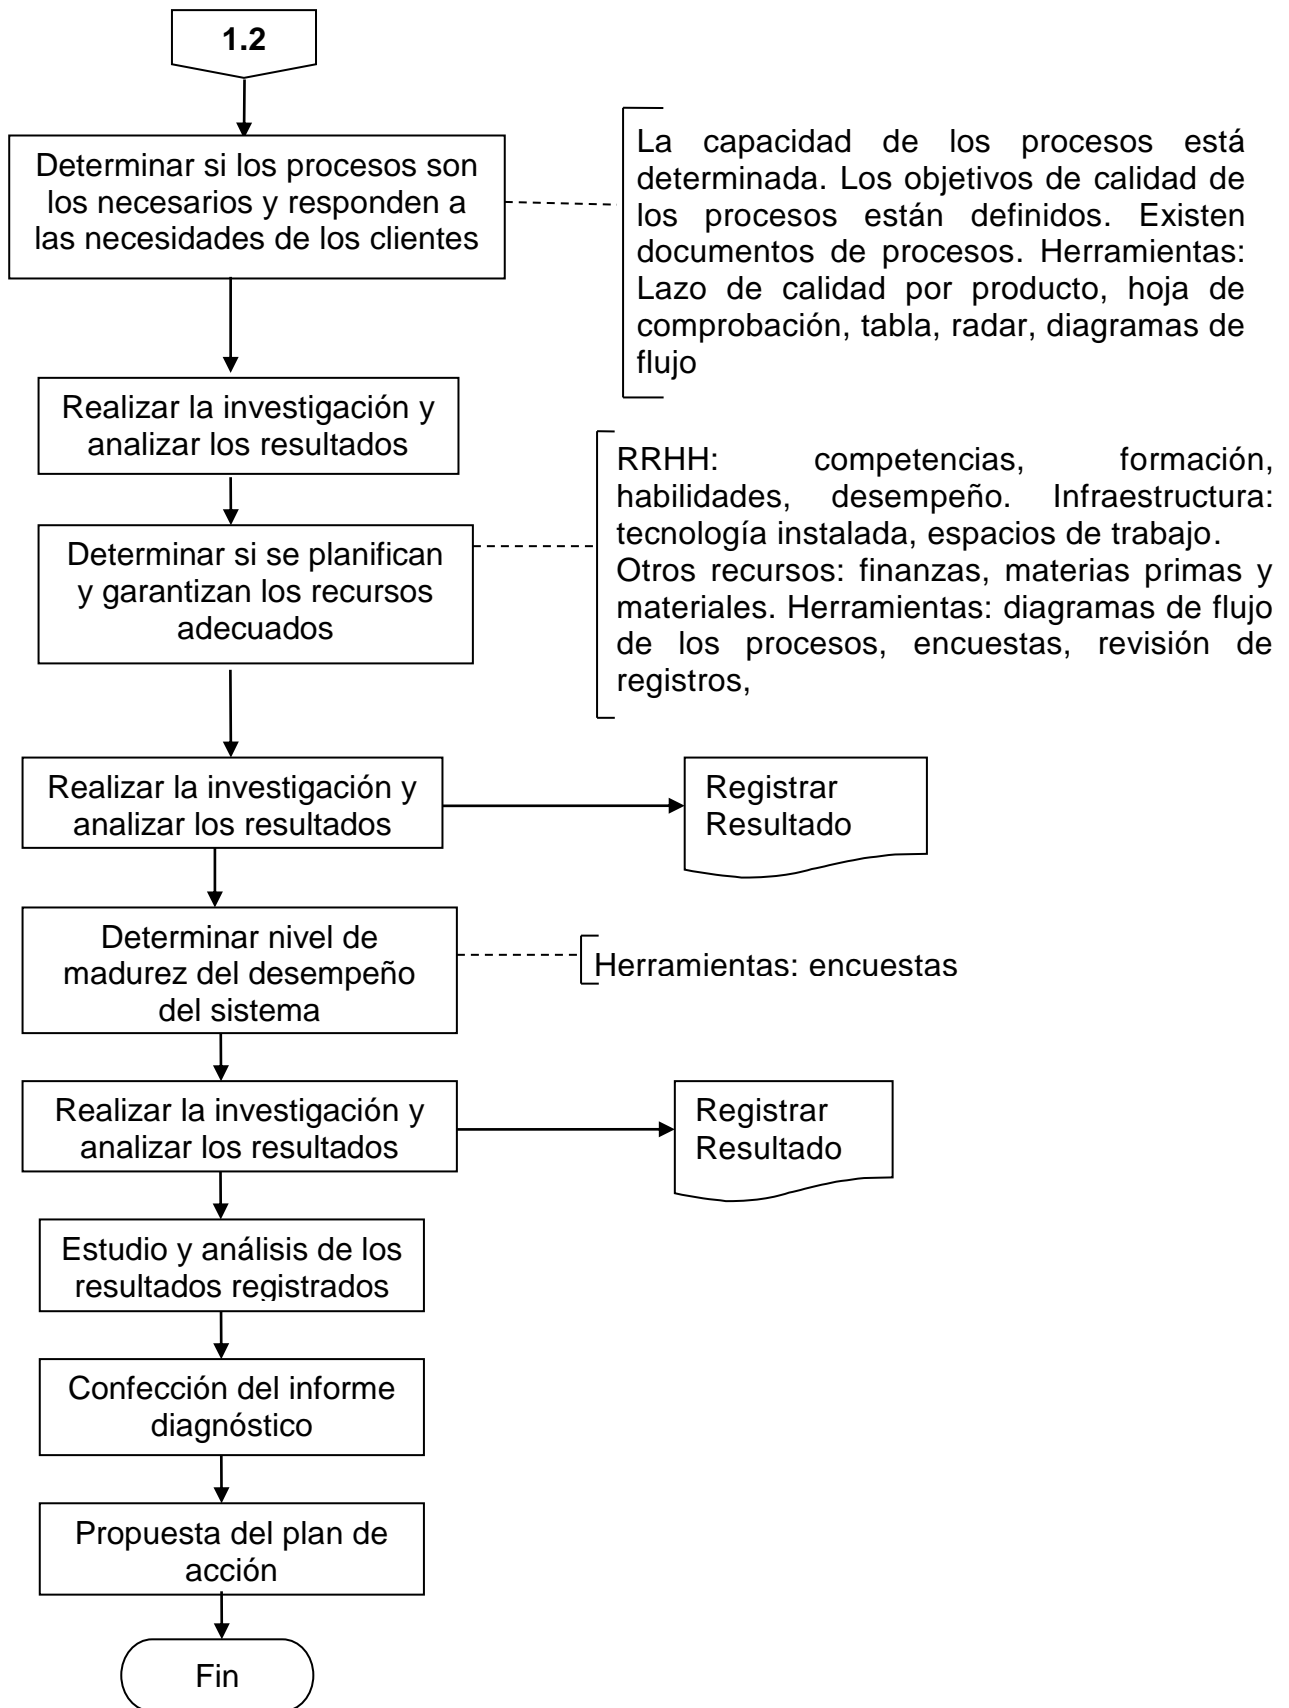 1.2
Determinar si los procesos son
los necesarios y responden a
las necesidades de los clientes
La capacidad de los procesos está
determinada. Los objetivos de calidad de
los procesos están definidos. Existen
documentos de procesos. Herramientas:
Lazo de calidad por producto, hoja de
comprobación, tabla, radar, diagramas de
flujo
Realizar la investigación y
analizar los resultados
RRHH: competencias, formación,
habilidades, desempeño. Infraestructura:
tecnología instalada, espacios de trabajo.
Otros recursos: finanzas, materias primas y
materiales. Herramientas: diagramas de flujo
de los procesos, encuestas, revisión de
registros,
Determinar si se planifican
y garantizan los recursos
adecuados
Realizar la investigación y
analizar los resultados
Registrar
Resultado
Determinar nivel de
madurez del desempeño
del sistema
Herramientas: encuestas
Realizar la investigación y
analizar los resultados
Registrar
Resultado
Estudio y análisis de los
resultados registrados
Confección del informe
diagnóstico
Propuesta del plan de
acción
Fin